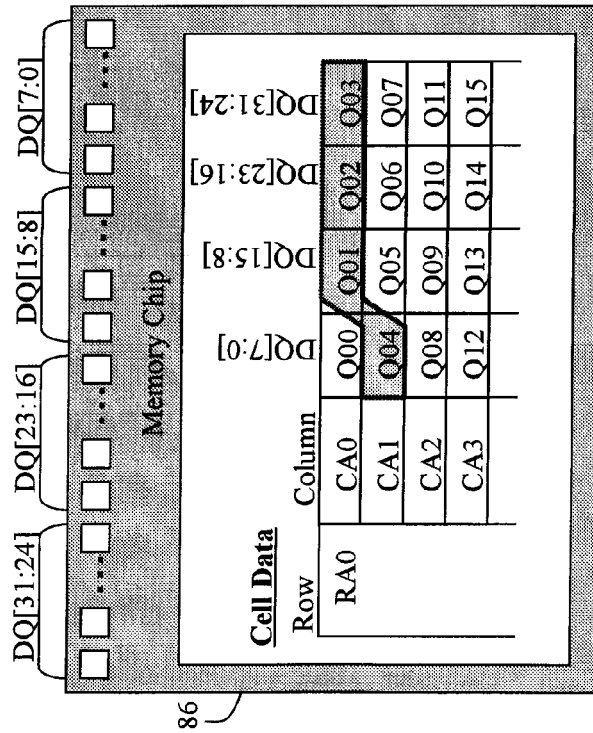 DQ[31:24] DQ[23:16] DQ[15:8] DQ[7:0]
Memory Chip
Cell Data
DQ[7:0] DQ[15:8] DQ[23:16] DQ[31:24]
Row Column
RA0 CA0 Q00 Q01 Q02 Q03
CA1 Q04 Q05 Q06 Q07
CA2 Q08 Q09 Q10 Q11
CA3 Q12 Q13 Q14 Q15
86